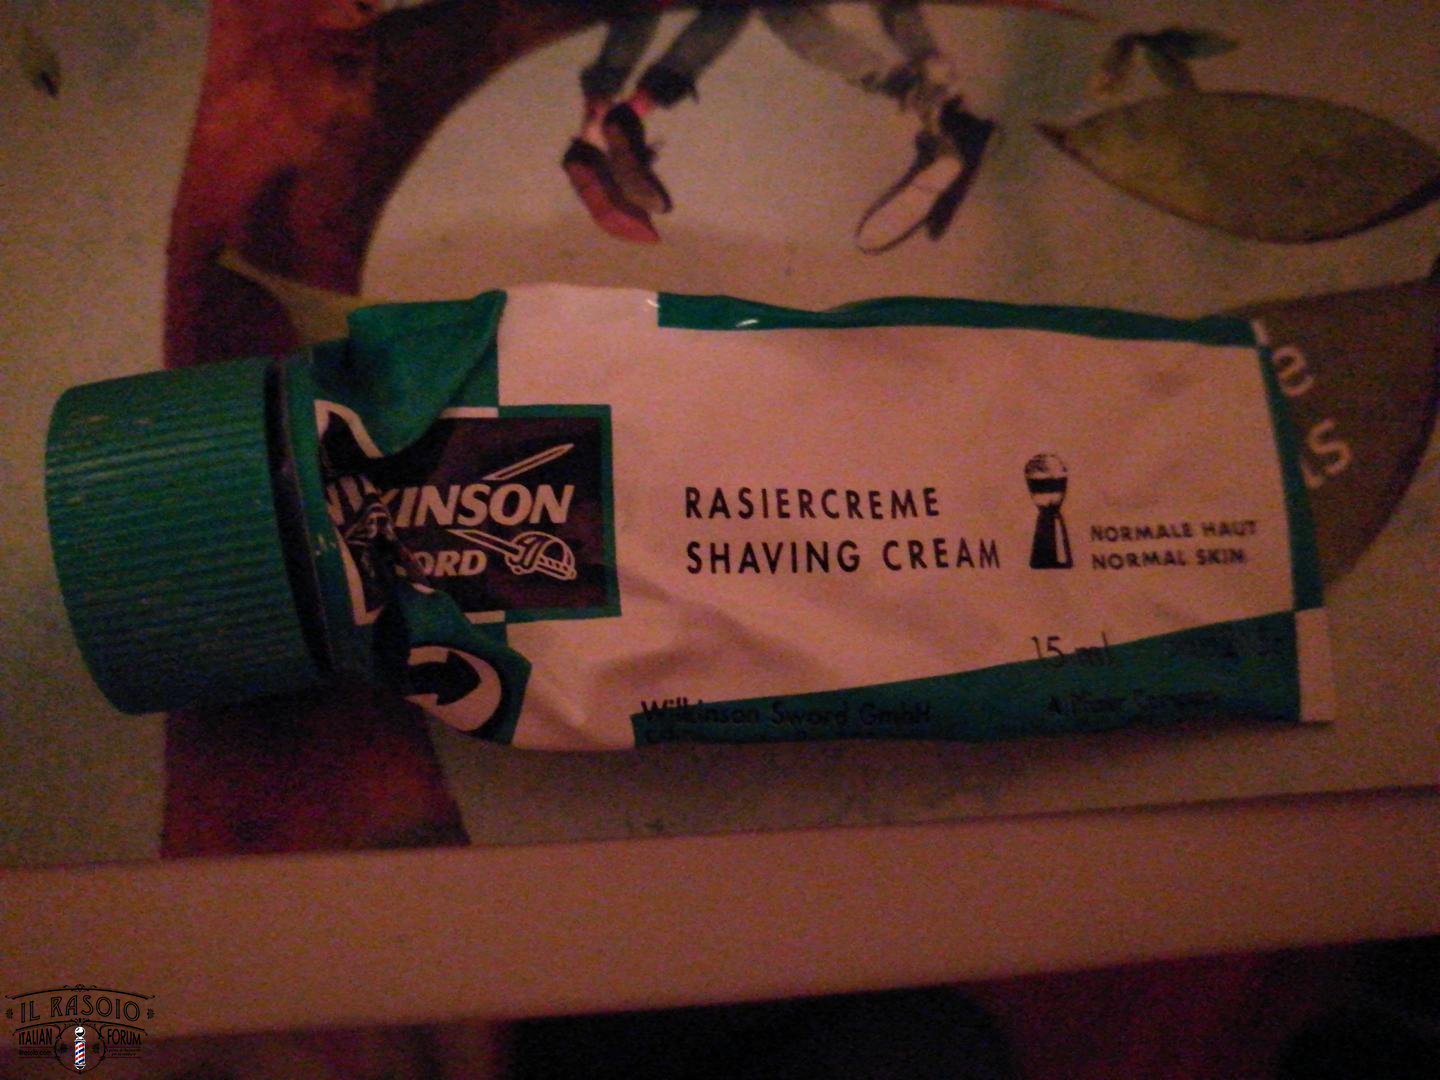 KINSON
ORD
RASIERCREME
SHAVING CREAM
NORMALE HAUT
NORMAL SKIN
15 ml
Wilkinson Sword GmbH
IL RASOIO
ITALIAN FORUM